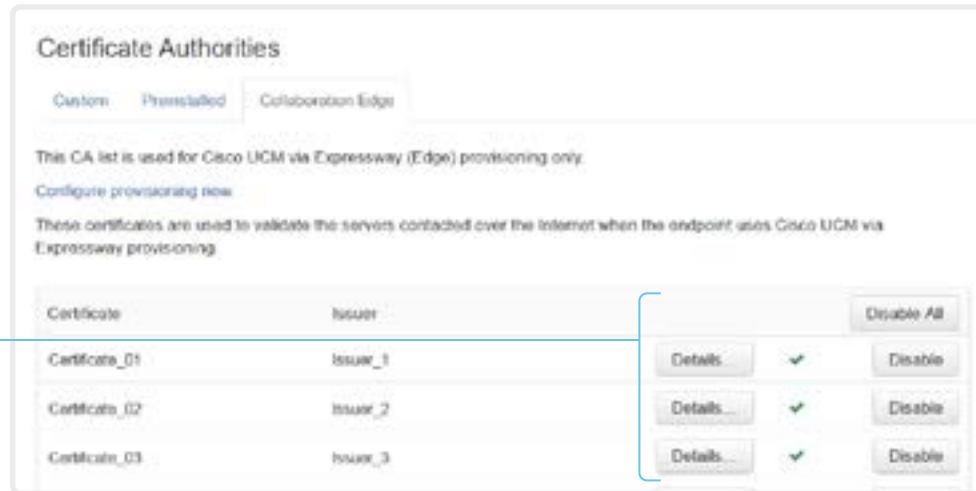 Certificate Authorities
Custom Preinstalled Collaboration Edge
This CA list is used for Cisco UCM via Expressway (Edge) provisioning only.
Configure provisioning now.
These certificates are used to validate the servers contacted over the Internet when the endpoint uses Cisco UCM via
Expressway provisioning.
Certificate Issuer Disable All
Certificate_01 Issuer_1 Details... Disable
Certificate_02 Issuer_2 Details... Disable
Certificate_03 Issuer_3 Details... Disable